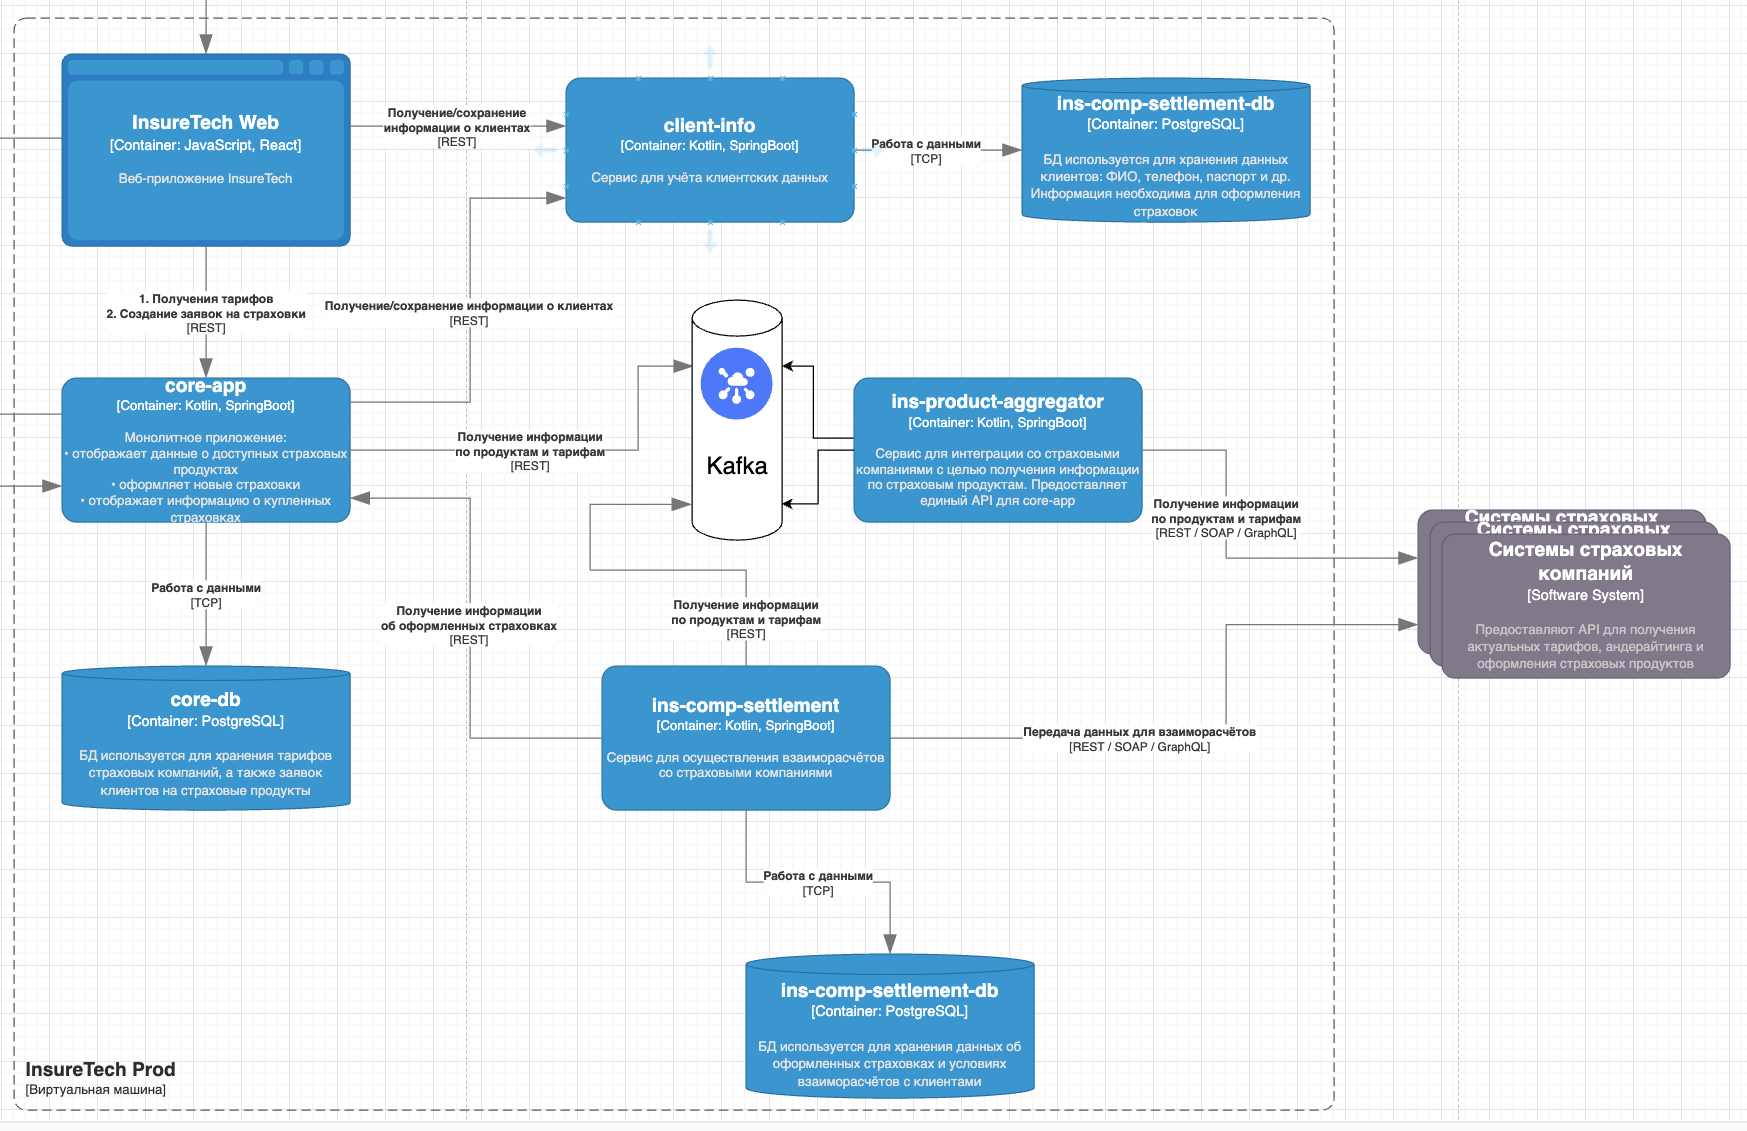 InsureTech Web
[Container: JavaScript, React]
Веб-приложение InsureTech
Получение/сохранение
информации о клиентах
[REST]
client-info
[Container: Kotlin, SpringBoot]
Сервис для учёта клиентских данных
Работа с данными
[TCP]
ins-comp-settlement-db
[Container: PostgreSQL]
БД используется для хранения данных
клиентов: ФИО, телефон, паспорт и др.
Информация необходима для оформления
страховок
1. Получения тарифов
2. Создание заявок на страховки
[REST]
Получение/сохранение информации о клиентах
[REST]
core-app
[Container: Kotlin, SpringBoot]
Монолитное приложение:
• отображает данные о доступных страховых
продуктах
• оформляет новые страховки
• отображает информацию о купленных
страховках
Получение информации
по продуктам и тарифам
[REST]
Kafka
ins-product-aggregator
[Container: Kotlin, SpringBoot]
Сервис для интеграции со страховыми
компаниями с целью получения информации
по страховым продуктам. Предоставляет
единый API для core-app
Получение информации
по продуктам и тарифам
[REST / SOAP / GraphQL]
Системы страховых
Системы страховых
Системы страховых
компаний
[Software System]
Предоставляют API для получения
актуальных тарифов, андерайтинга и
оформления страховых продуктов
Работа с данными
[TCP]
Получение информации
об оформленных страховках
[REST]
Получение информации
по продуктам и тарифам
[REST]
core-db
[Container: PostgreSQL]
БД используется для хранения тарифов
страховых компаний, а также заявок
клиентов на страховые продукты
ins-comp-settlement
[Container: Kotlin, SpringBoot]
Сервис для осуществления взаиморасчётов
со страховыми компаниями
Передача данных для взаиморасчётов
[REST / SOAP / GraphQL]
Работа с данными
[TCP]
ins-comp-settlement-db
[Container: PostgreSQL]
БД используется для хранения данных об
оформленных страховках и условиях
взаиморасчётов с клиентами
InsureTech Prod
[Виртуальная машина]